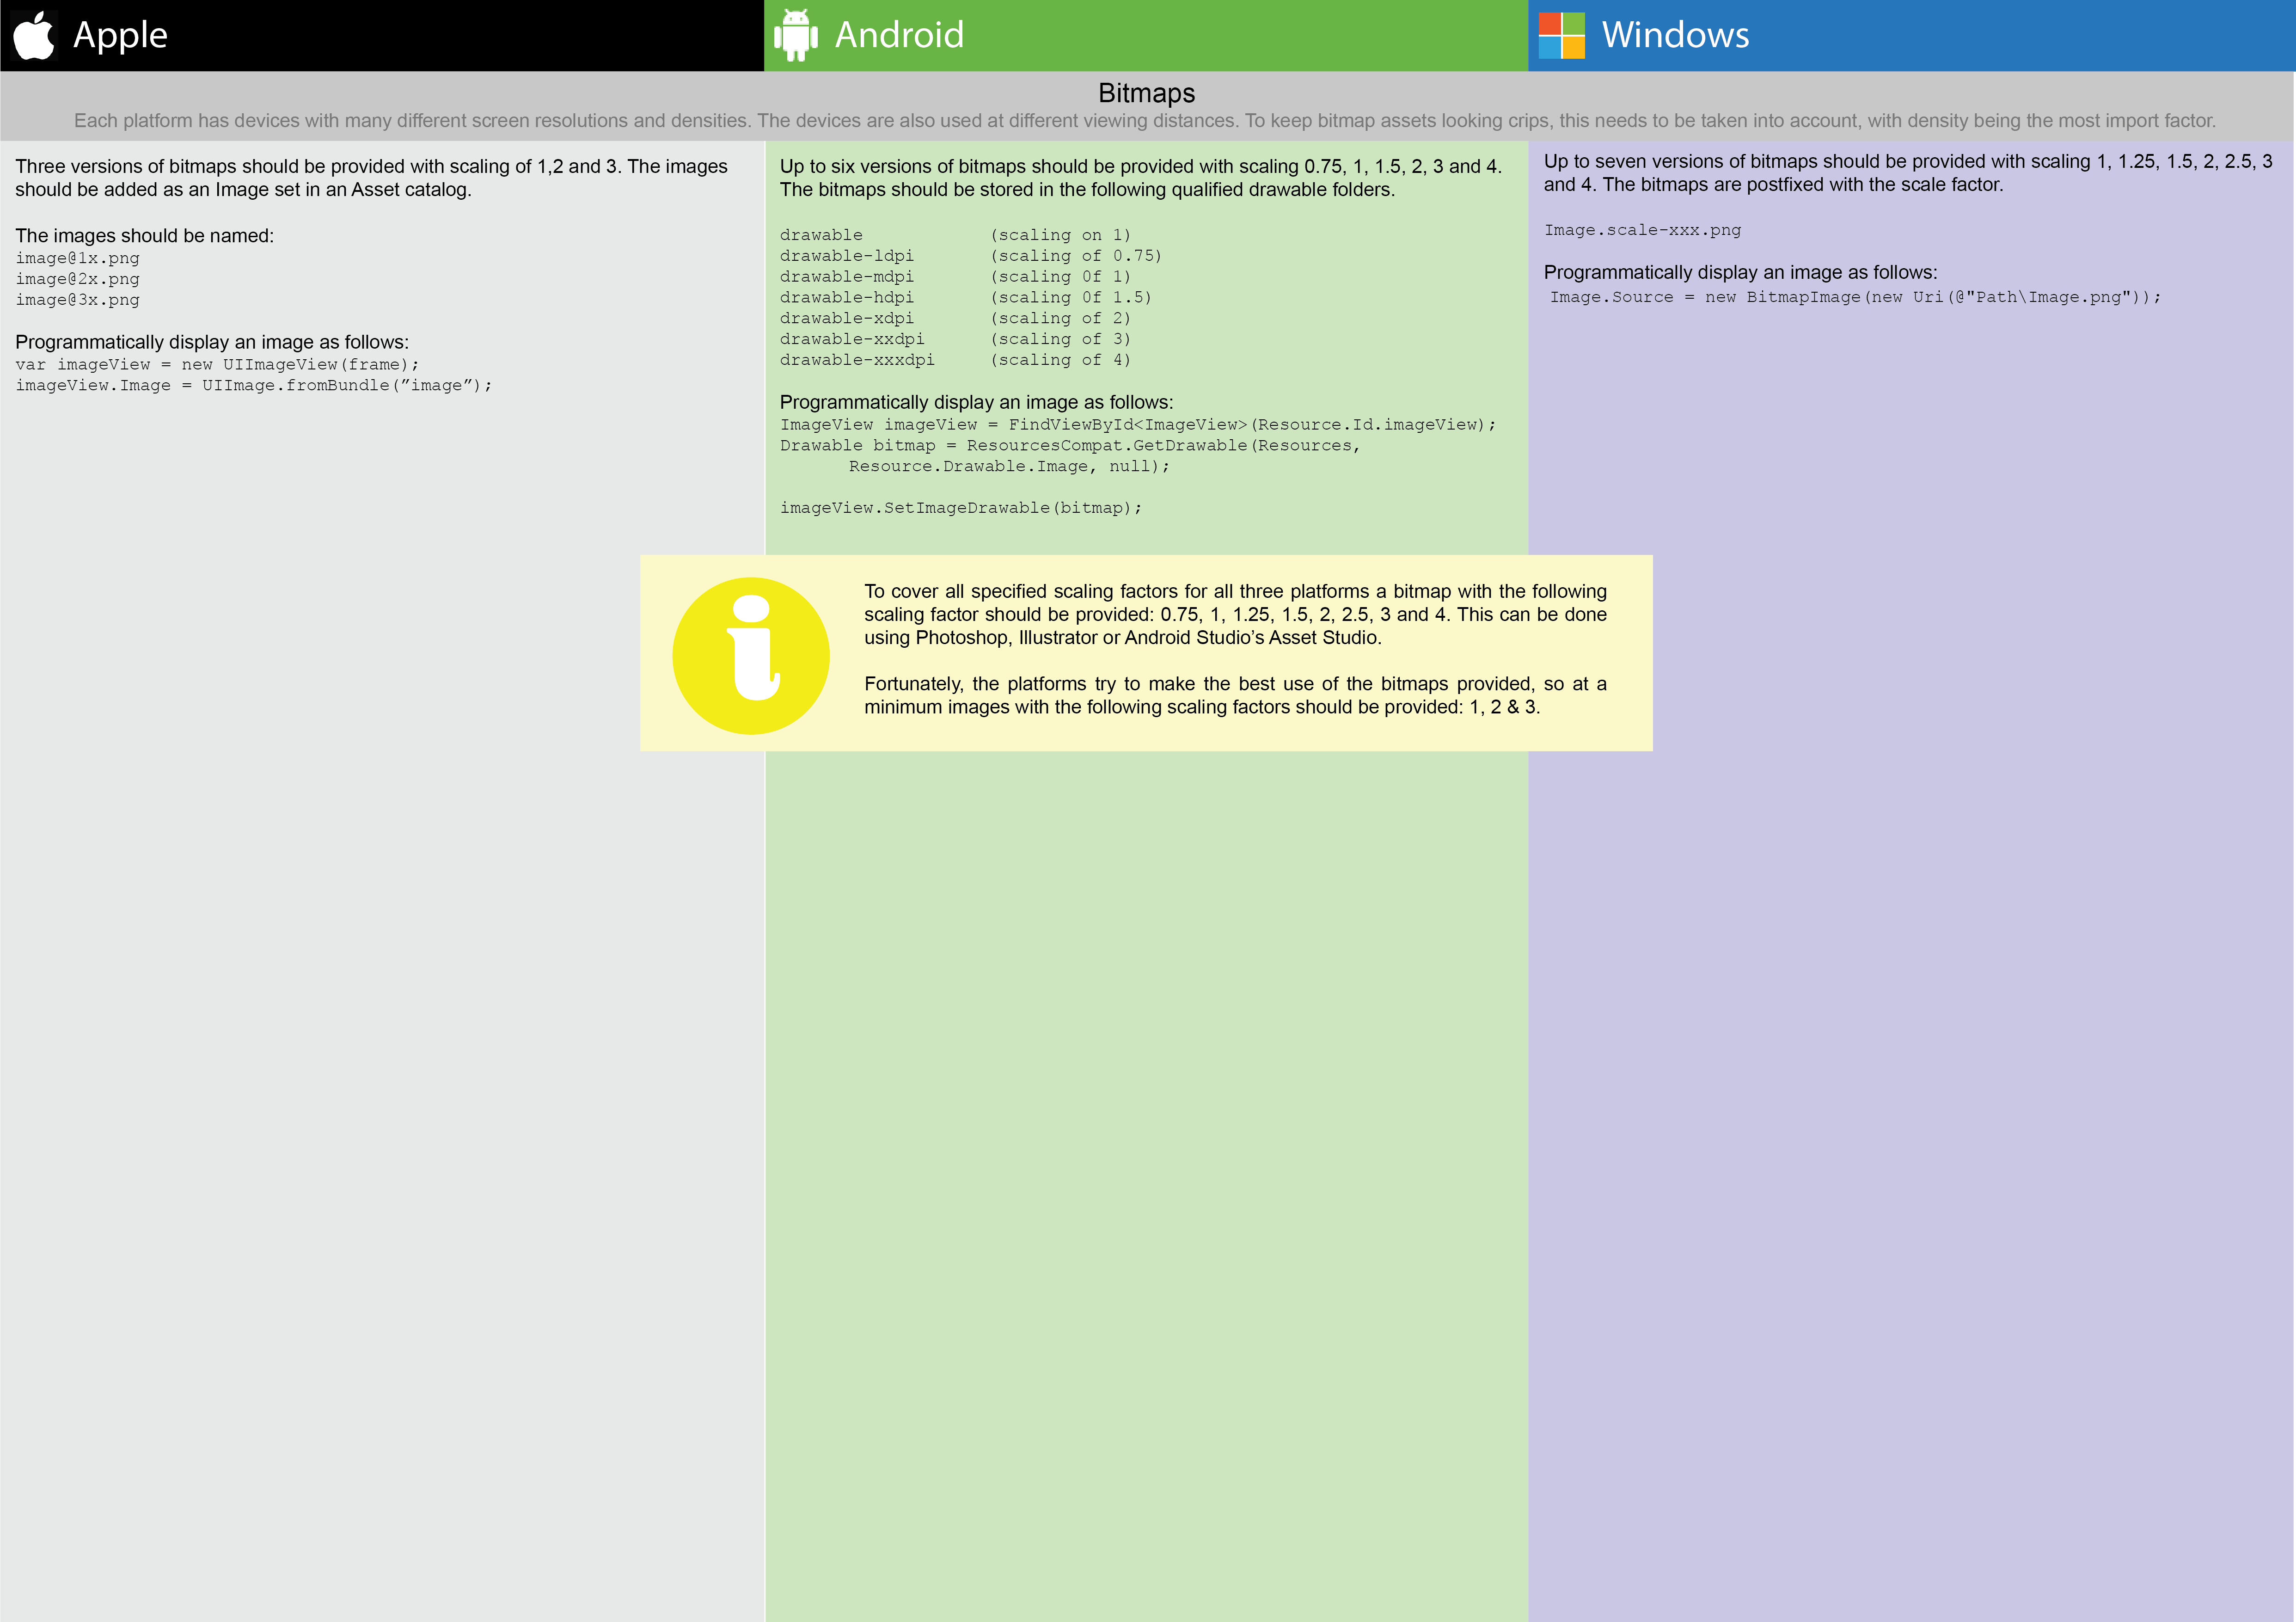 Apple
Android
Windows
Bitmaps
Each platform has devices with many different screen resolutions and densities. The devices are also used at different viewing distances. To keep bitmap assets looking crips, this needs to be taken into account, with density being the most import factor.
Three versions of bitmaps should be provided with scaling of 1,2 and 3. The images
should be added as an Image set in an Asset catalog.
The images should be named:
image@1x.png
image@2x.png
image@3x.png
Programmatically display an image as follows:
var imageView = new UIImageView(frame);
imageView.Image = UIImage.fromBundle(”image”);
Up to six versions of bitmaps should be provided with scaling 0.75, 1, 1.5, 2, 3 and 4.
The bitmaps should be stored in the following qualified drawable folders.
drawable (scaling on 1)
drawable-ldpi (scaling of 0.75)
drawable-mdpi (scaling 0f 1)
drawable-hdpi (scaling 0f 1.5)
drawable-xdpi (scaling of 2)
drawable-xxdpi (scaling of 3)
drawable-xxxdpi (scaling of 4)
Programmatically display an image as follows:
ImageView imageView = FindViewById<ImageView>(Resource.Id.imageView);
Drawable bitmap = ResourcesCompat.GetDrawable(Resources,
Resource.Drawable.Image, null);
imageView.SetImageDrawable(bitmap);
Up to seven versions of bitmaps should be provided with scaling 1, 1.25, 1.5, 2, 2.5, 3
and 4. The bitmaps are postfixed with the scale factor.
Image.scale-xxx.png
Programmatically display an image as follows:
Image.Source = new BitmapImage(new Uri(@"Path\Image.png"));
To cover all specified scaling factors for all three platforms a bitmap with the following
scaling factor should be provided: 0.75, 1, 1.25, 1.5, 2, 2.5, 3 and 4. This can be done
using Photoshop, Illustrator or Android Studio’s Asset Studio.
Fortunately, the platforms try to make the best use of the bitmaps provided, so at a
minimum images with the following scaling factors should be provided: 1, 2 & 3.